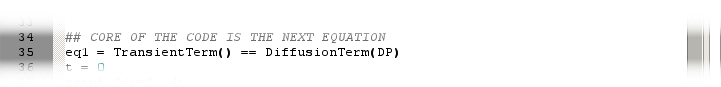 34 ## CORE OF THE CODE IS THE NEXT EQUATION
35 eq1 = TransientTerm() == DiffusionTerm(DP)
36 t = 0